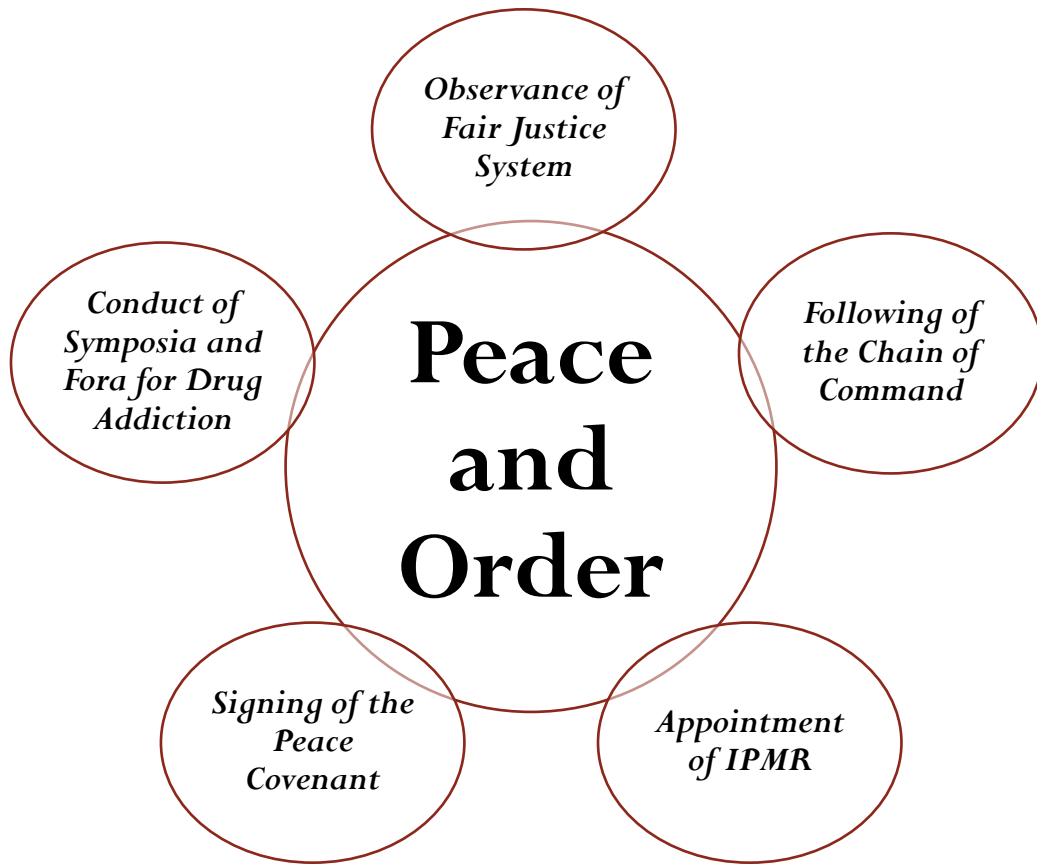 Observance of
Fair Justice
System
Conduct of
Symposia and
Fora for Drug
Addiction
Peace
and
Order
Following of
the Chain of
Command
Signing of the
Peace
Covenant
Appointment
of IPMR